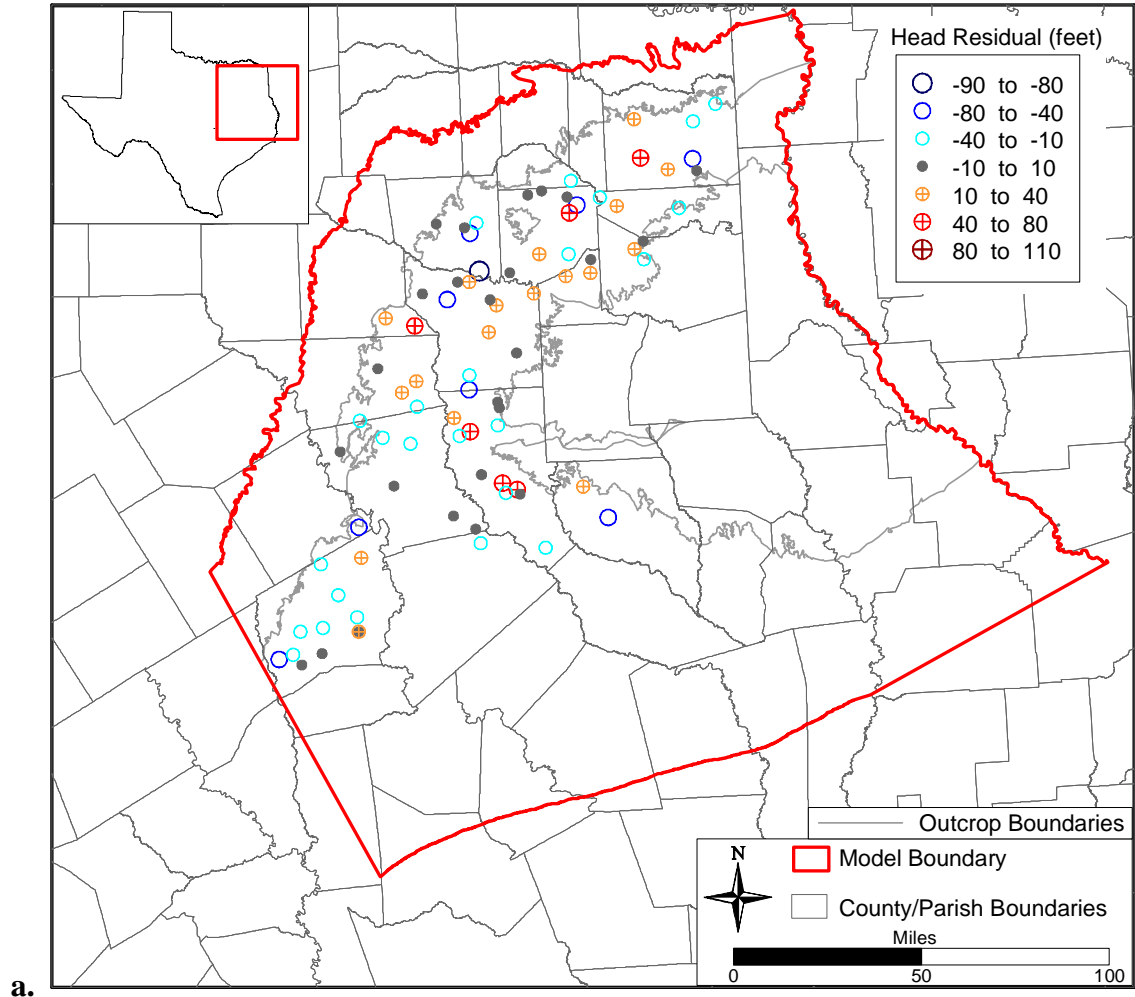 Head Residual (feet)
-90 to -80
-80 to -40
-40 to -10
-10 to 10
10 to 40
40 to 80
80 to 110
Outcrop Boundaries
N
Model Boundary
County/Parish Boundaries
Miles
0 50 100
a.